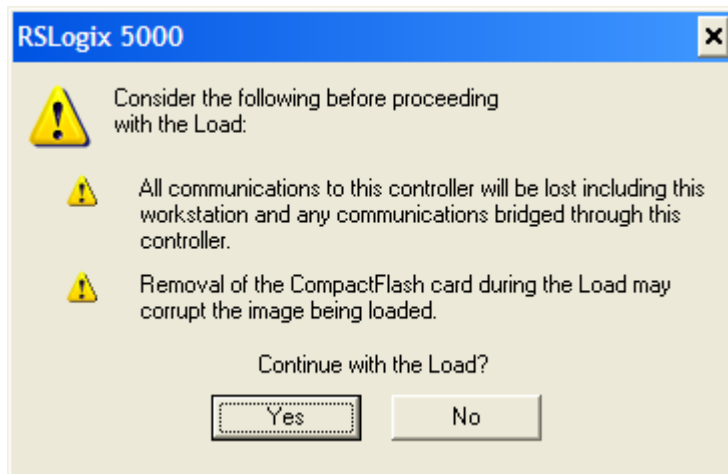 RSLogix 5000
Consider the following before proceeding
with the Load:
All communications to this controller will be lost including this
workstation and any communications bridged through this
controller.
Removal of the CompactFlash card during the Load may
corrupt the image being loaded.
Continue with the Load?
Yes
No